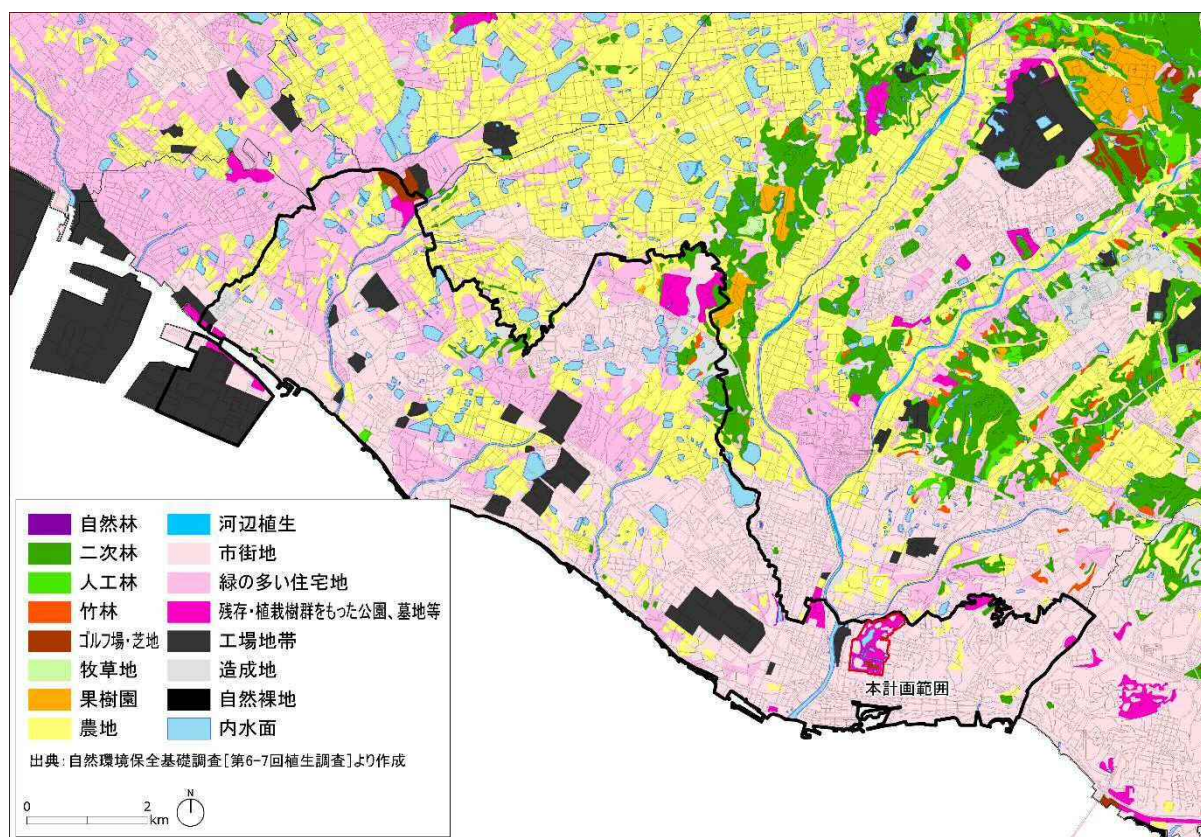 本計画範囲
自然林
二次林
人工林
竹林
ゴルフ場・芝地
牧草地
果樹園
農地
河辺植生
市街地
緑の多い住宅地
残存・植栽樹群をもった公園、墓地等
工場地帯
造成地
自然裸地
内水面
出典：自然環境保全基礎調査[第6-7回植生調査]より作成
0 2
km
N